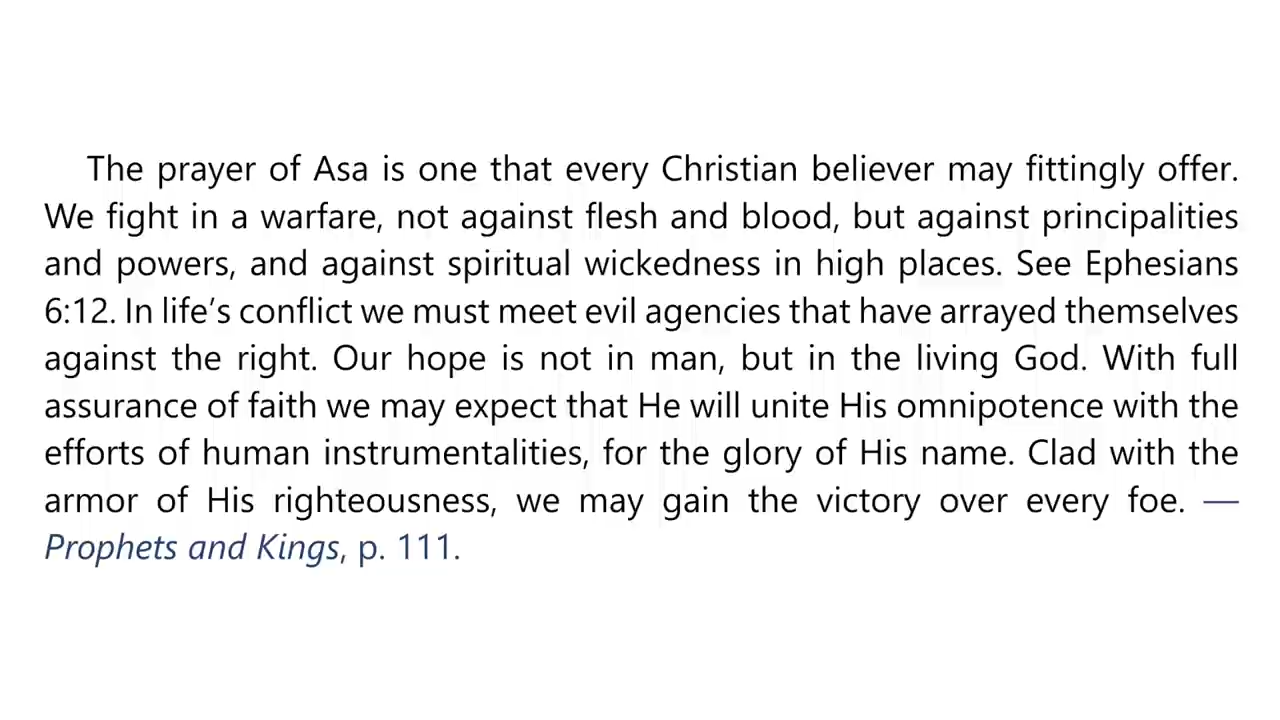 The prayer of Asa is one that every Christian believer may fittingly offer.
We fight in a warfare, not against flesh and blood, but against principalities
and powers, and against spiritual wickedness in high places. See Ephesians
6:12. In life’s conflict we must meet evil agencies that have arrayed themselves
against the right. Our hope is not in man, but in the living God. With full
assurance of faith we may expect that He will unite His omnipotence with the
efforts of human instrumentalities, for the glory of His name. Clad with the
armor of His righteousness, we may gain the victory over every foe. —
Prophets and Kings, p. 111.